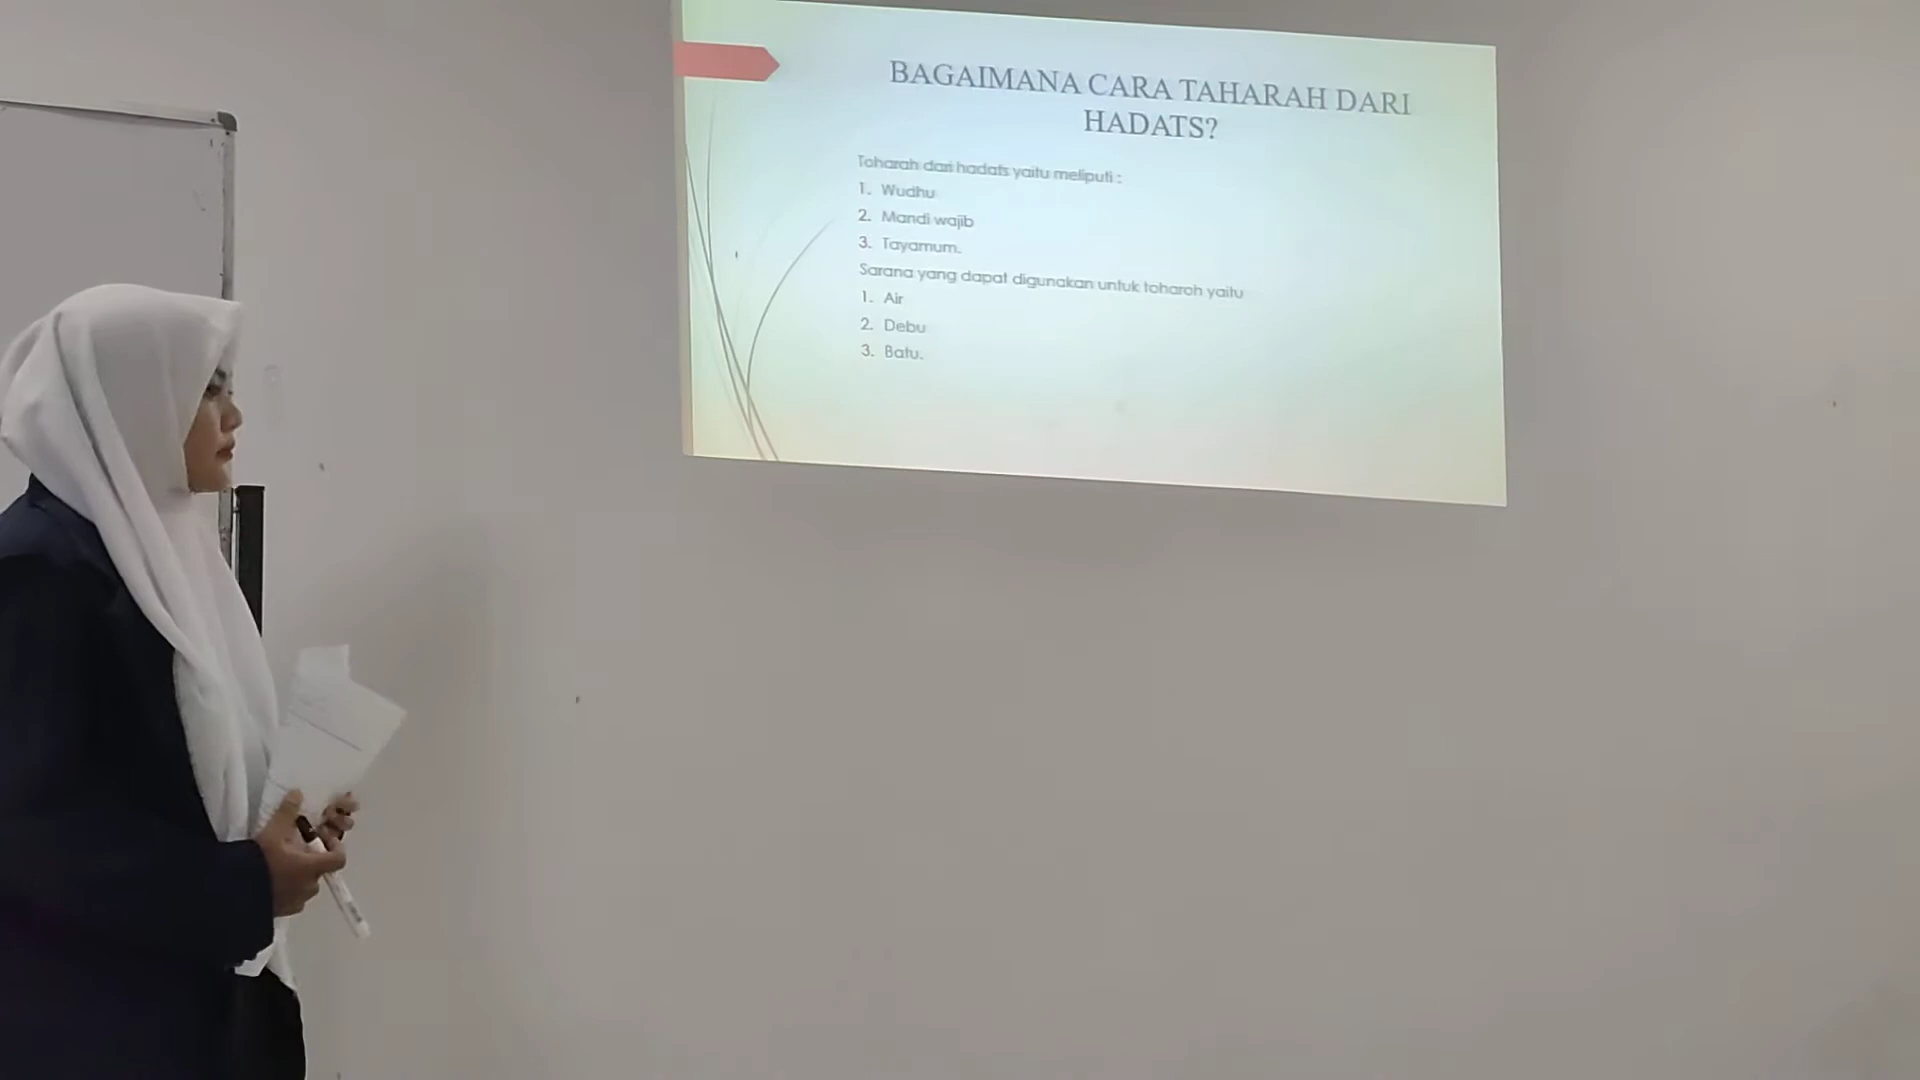 BAGAIMANA CARA TAHARAH DARI
HADATS?
Toharah dari hadats yaitu meliputi :
1. Wudhu
2. Mandi wajib
3. Tayamum.
Sarana yang dapat digunakan untuk toharoh yaitu
1. Air
2. Debu
3. Batu.